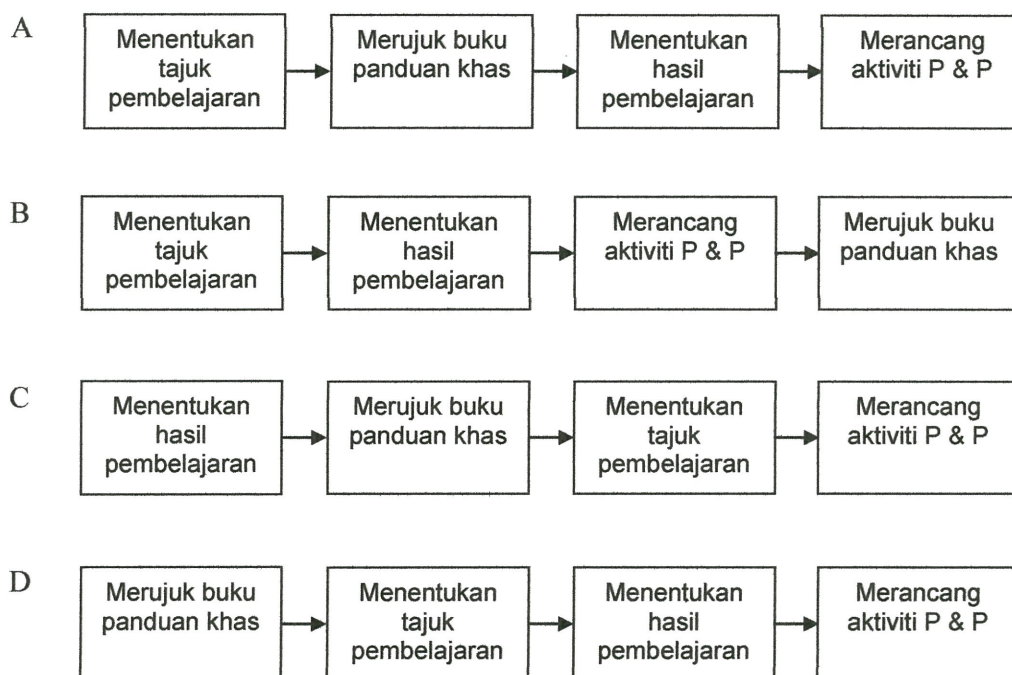 A
Menentukan
tajuk
pembelajaran
Merujuk buku
panduan khas
Menentukan
hasil
pembelajaran
Merancang
aktiviti P & P
B
Menentukan
tajuk
pembelajaran
Menentukan
hasil
pembelajaran
Merancang
aktiviti P & P
Merujuk buku
panduan khas
C
Menentukan
hasil
pembelajaran
Merujuk buku
panduan khas
Menentukan
tajuk
pembelajaran
Merancang
aktiviti P & P
D
Merujuk buku
panduan khas
Menentukan
tajuk
pembelajaran
Menentukan
hasil
pembelajaran
Merancang
aktiviti P & P